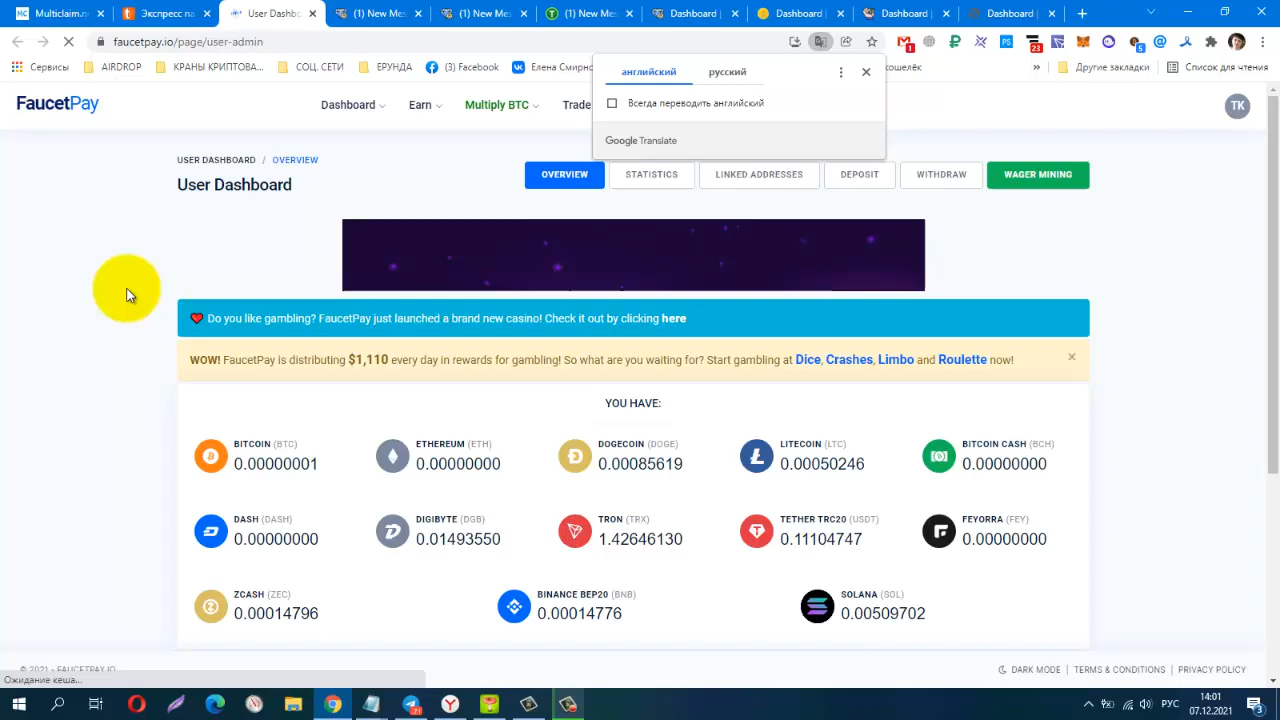 Multiclaim.r
Экспресс па
User Dashbo
(1) New Mes
(1) New Mes
(1) New Mes
Dashboard |
Dashboard |
Dashboard |
Dashboard |
faucetpay.io/page/user-admin
Сервисы
AIRDROP
КРАНЫ КРИПТОВА...
СОЦ. СЕТИ
ЕРУНДА
(3) Facebook
Елена Смирно
кошелёк
»
Другие закладки
Список для чтения
английский
русский
Всегда переводить английский
Google Translate
FaucetPay
Dashboard
Earn
Multiply BTC
Trade
TK
USER DASHBOARD / OVERVIEW
User Dashboard
OVERVIEW
STATISTICS
LINKED ADDRESSES
DEPOSIT
WITHDRAW
WAGER MINING
Do you like gambling? FaucetPay just launched a brand new casino! Check it out by clicking here
WOW! FaucetPay is distributing $1,110 every day in rewards for gambling! So what are you waiting for? Start gambling at Dice, Crashes, Limbo and Roulette now!
YOU HAVE:
BITCOIN (BTC)
0.00000001
ETHEREUM (ETH)
0.00000000
DOGECOIN (DOGE)
0.00085619
LITECOIN (LTC)
0.00050246
BITCOIN CASH (BCH)
0.00000000
DASH (DASH)
0.00000000
DIGIBYTE (DGB)
0.01493550
TRON (TRX)
1.42646130
TETHER TRC20 (USDT)
0.11104747
FEYORRA (FEY)
0.00000000
ZCASH (ZEC)
0.00014796
BINANCE BEP20 (BNB)
0.00014776
SOLANA (SOL)
0.00509702
© 2021 - FAUCETPAY.IO
DARK MODE | TERMS & CONDITIONS | PRIVACY POLICY
Ожидание кеша...
РУС
14:01
07.12.2021